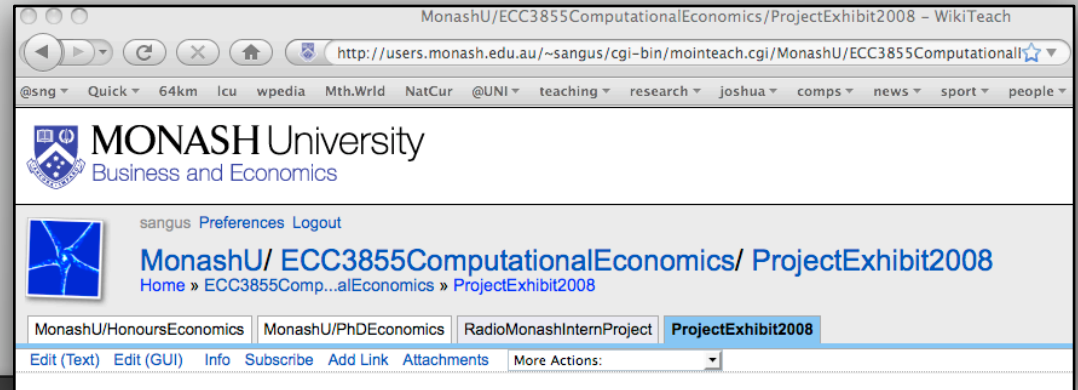 MonashU/ECC3855ComputationalEconomics/ProjectExhibit2008 – WikiTeach
http://users.monash.edu.au/~sangus/cgi-bin/mointeach.cgi/MonashU/ECC3855Computationall
@sng Quick 64km Icu wpedia Mth.Wrld NatCur @UNI teaching research joshua comps news sport people
MONASH University
Business and Economics
sangus Preferences Logout
MonashU/ ECC3855ComputationalEconomics/ ProjectExhibit2008
Home » ECC3855Comp...alEconomics » ProjectExhibit2008
MonashU/HonoursEconomics MonashU/PhDEconomics RadioMonashInternProject ProjectExhibit2008
Edit (Text) Edit (GUI) Info Subscribe Add Link Attachments More Actions: